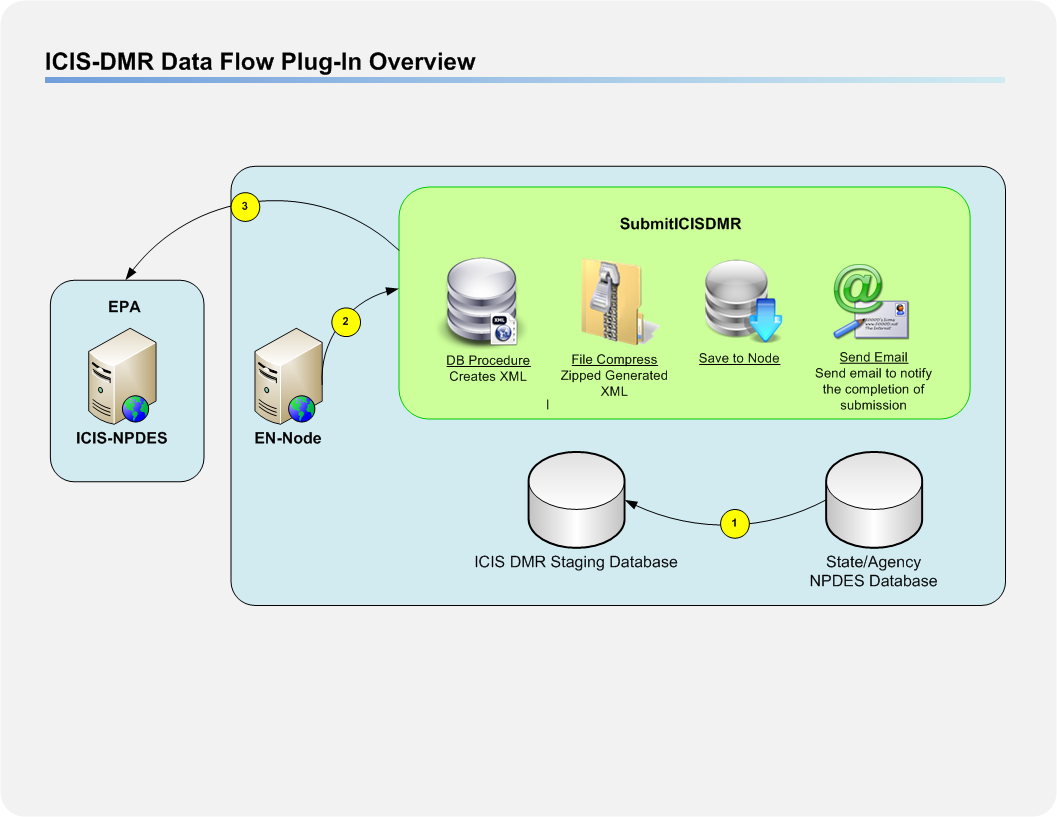 ICIS-DMR Data Flow Plug-In Overview
3
SubmitICISDMR
EPA
2
XML
DB Procedure
Creates XML
File Compress
Zipped Generated
XML
Save to Node
Send Email
Send email to notify
the completion of
submission
ICIS-NPDES
EN-Node
1
ICIS DMR Staging Database
State/Agency
NPDES Database